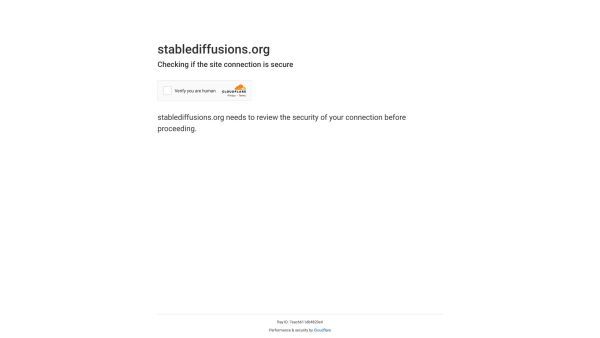 stablediffusions.org
Checking if the site connection is secure
Verify you are human
CLOUDFLARE
Privacy • Terms
stablediffusions.org needs to review the security of your connection before
proceeding.
Ray ID:
Performance & security by Cloudflare